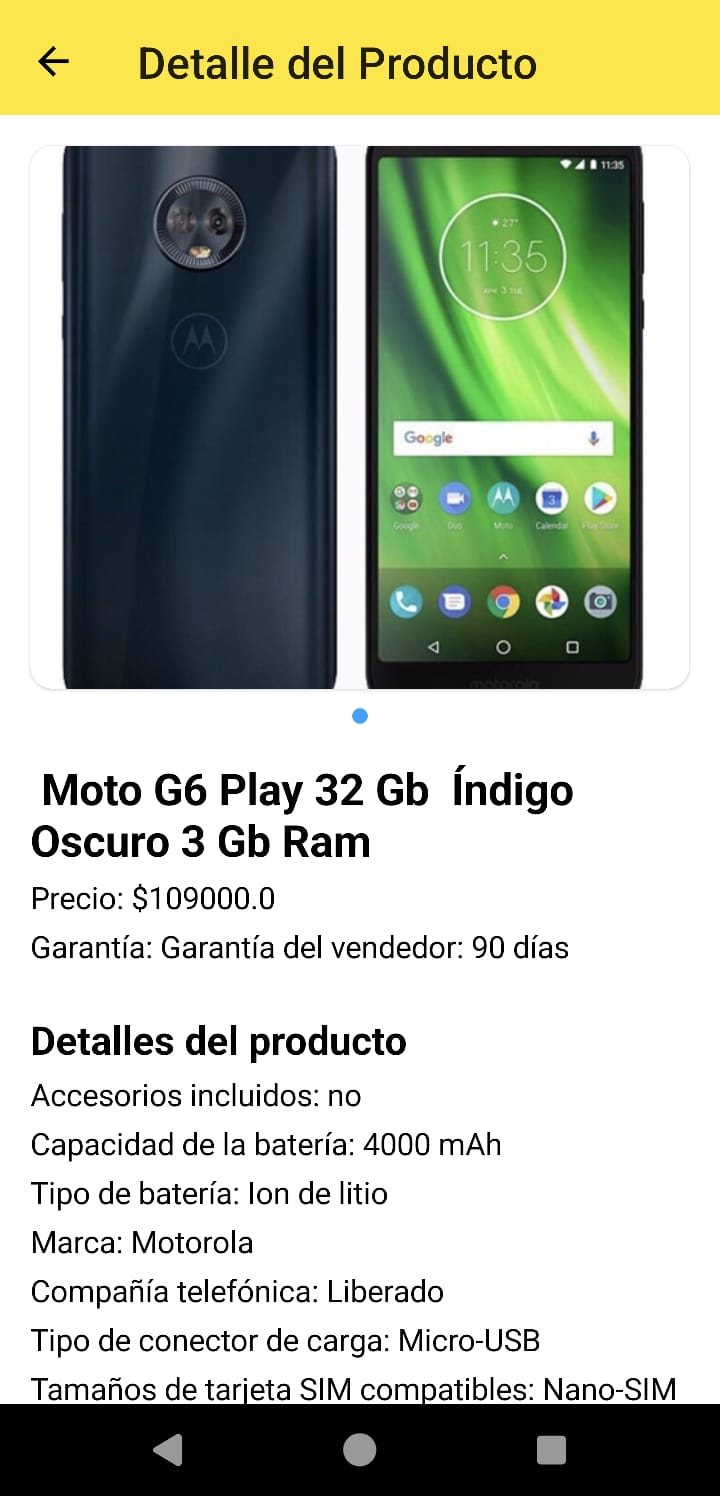 Detalle del Producto
11:35
27°
11:35
APR 3 TUE
Google
Google
Duo
Moto
3
Calendar
Play Store
motorola
Moto G6 Play 32 Gb  Índigo
Oscuro 3 Gb Ram
Precio: $109000.0
Garantía: Garantía del vendedor: 90 días
Detalles del producto
Accesorios incluidos: no
Capacidad de la batería: 4000 mAh
Tipo de batería: Ion de litio
Marca: Motorola
Compañía telefónica: Liberado
Tipo de conector de carga: Micro-USB
Tamaños de tarjeta SIM compatibles: Nano-SIM